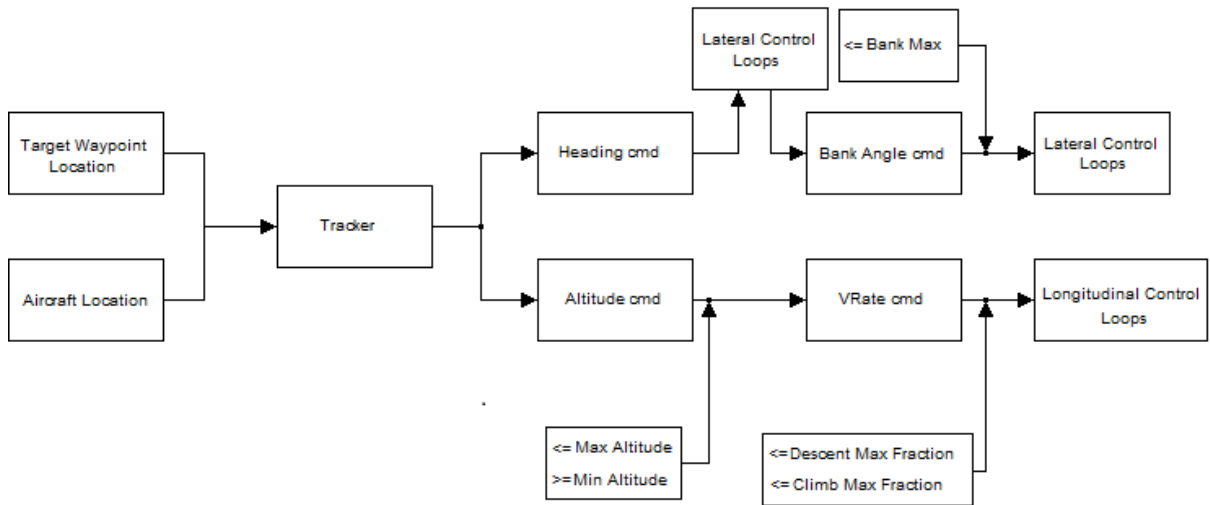 Lateral Control
Loops
<= Bank Max
Target Waypoint
Location
Heading cmd
Bank Angle cmd
Lateral Control
Loops
Tracker
Aircraft Location
Altitude cmd
VRate cmd
Longitudinal Control
Loops
<= Max Altitude
>=Min Altitude
<=Descent Max Fraction
<= Climb Max Fraction